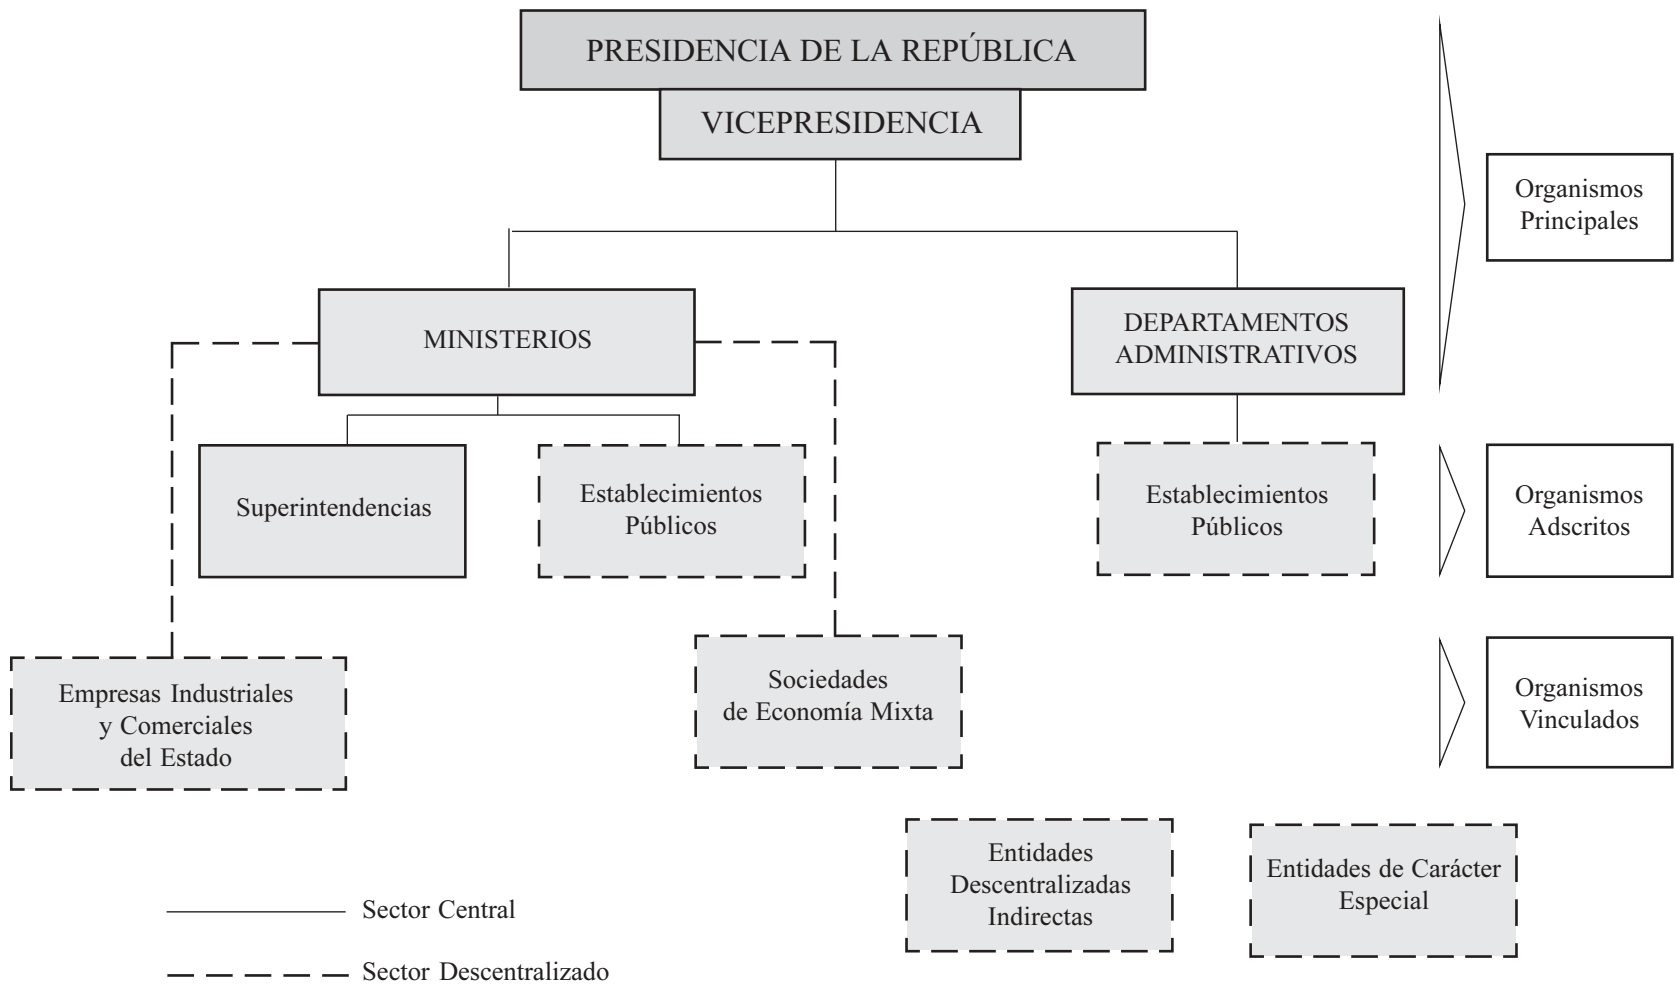 PRESIDENCIA DE LA REPÚBLICA
VICEPRESIDENCIA
Organismos
Principales
MINISTERIOS
DEPARTAMENTOS
ADMINISTRATIVOS
Superintendencias
Establecimientos
Públicos
Establecimientos
Públicos
Organismos
Adscritos
Empresas Industriales
y Comerciales
del Estado
Sociedades
de Economía Mixta
Organismos
Vinculados
Entidades
Descentralizadas
Indirectas
Entidades de Carácter
Especial
Sector Central
Sector Descentralizado